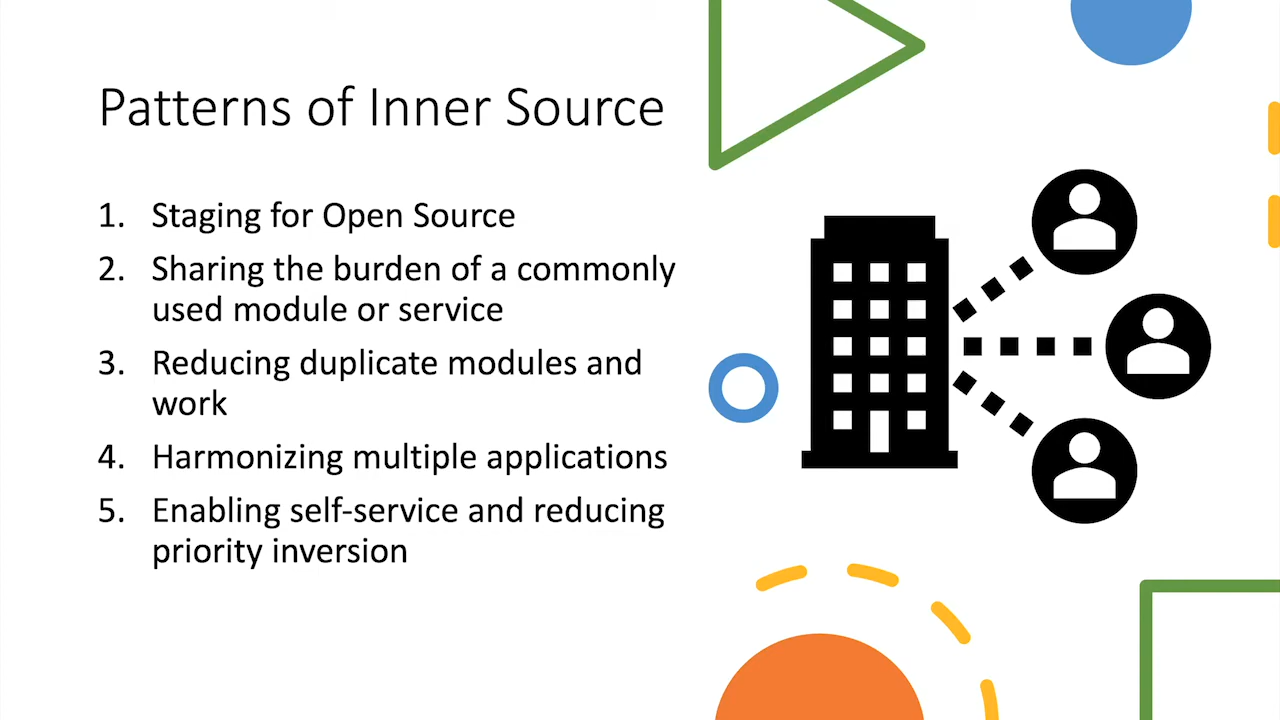 Patterns of Inner Source
1. Staging for Open Source
2. Sharing the burden of a commonly
used module or service
3. Reducing duplicate modules and
work
4. Harmonizing multiple applications
5. Enabling self-service and reducing
priority inversion